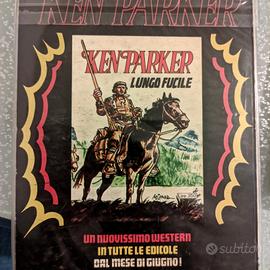 KEN PARKER
KEN PARKER
LUNGO FUCILE
UN NUOVISSIMO WESTERN
IN TUTTE LE EDICOLE
DAL MESE DI GIUGNO!
subito